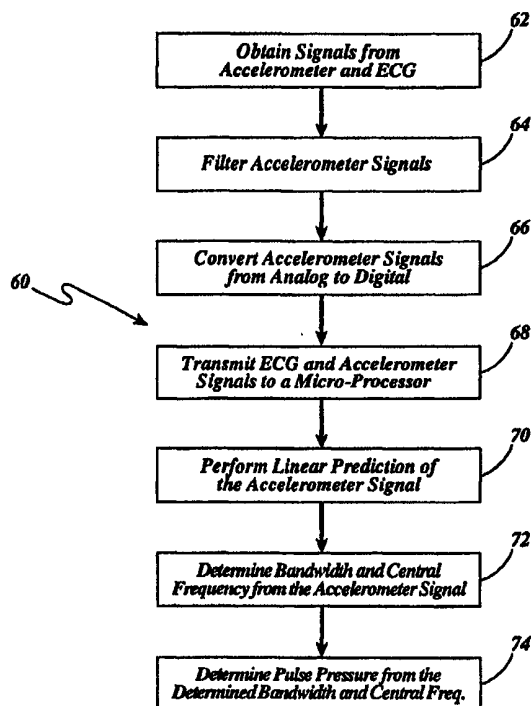 62
Obtain Signals from
Accelerometer and ECG
64
Filter Accelerometer Signals
66
Convert Accelerometer Signals
from Analog to Digital
60
68
Transmit ECG and Accelerometer
Signals to a Micro-Processor
70
Perform Linear Prediction of
the Accelerometer Signal
72
Determine Bandwidth and Central
Frequency from the Accelerometer Signal
74
Determine Pulse Pressure from the
Determined Bandwidth and Central Freq.